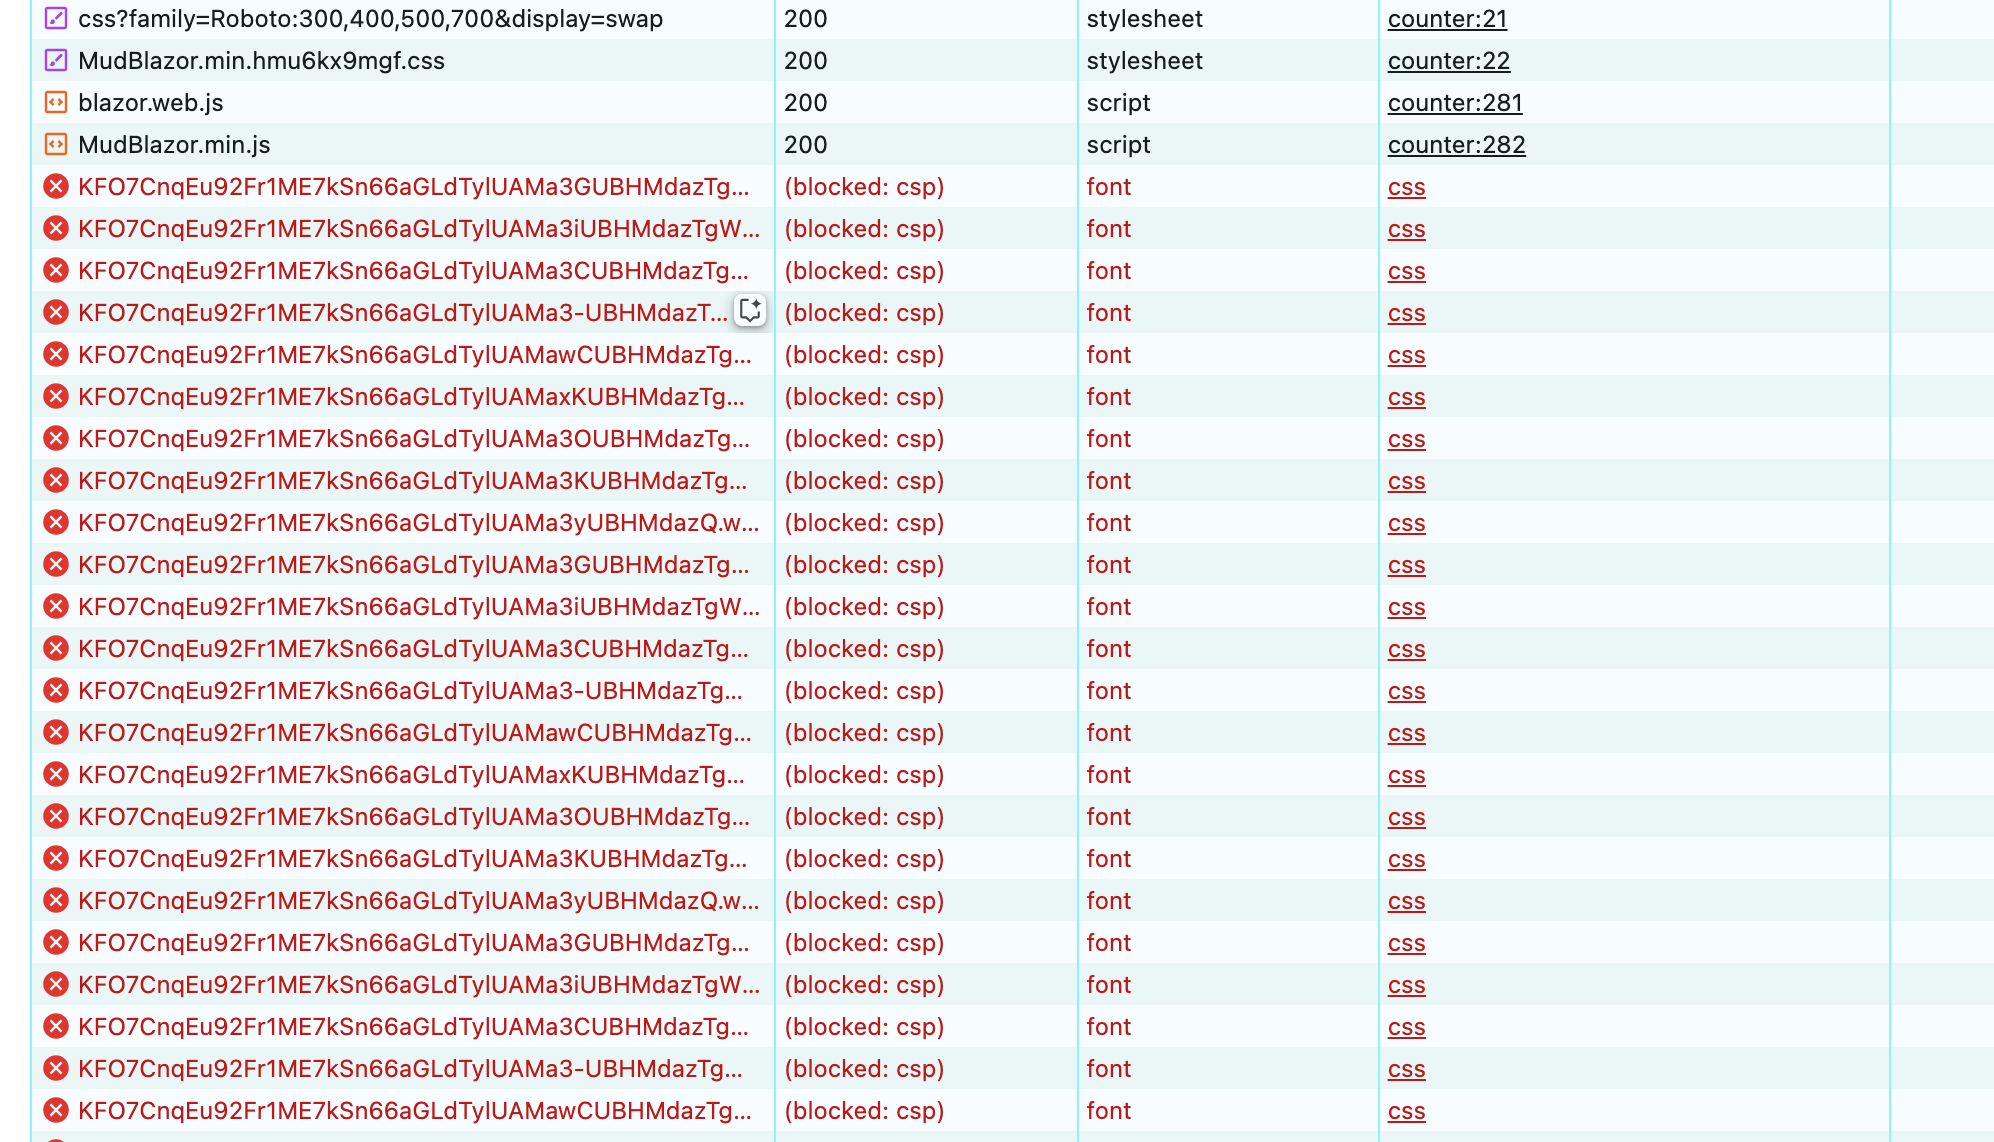 css?family=Roboto:300,400,500,700&display=swap 200 stylesheet counter:21
MudBlazor.min.hmu6kx9mgf.css 200 stylesheet counter:22
blazor.web.js 200 script counter:281
MudBlazor.min.js 200 script counter:282
KFO7CnqEu92Fr1ME7kSn66aGLdTylUAMa3GUBHMdazTg... (blocked: csp) font css
KFO7CnqEu92Fr1ME7kSn66aGLdTylUAMa3iUBHMdazTgW... (blocked: csp) font css
KFO7CnqEu92Fr1ME7kSn66aGLdTylUAMa3CUBHMdazTg... (blocked: csp) font css
KFO7CnqEu92Fr1ME7kSn66aGLdTylUAMa3-UBHMdazT... (blocked: csp) font css
KFO7CnqEu92Fr1ME7kSn66aGLdTylUAMawCUBHMdazTg... (blocked: csp) font css
KFO7CnqEu92Fr1ME7kSn66aGLdTylUAMaxKUBHMdazTg... (blocked: csp) font css
KFO7CnqEu92Fr1ME7kSn66aGLdTylUAMa3OUBHMdazTg... (blocked: csp) font css
KFO7CnqEu92Fr1ME7kSn66aGLdTylUAMa3KUBHMdazTg... (blocked: csp) font css
KFO7CnqEu92Fr1ME7kSn66aGLdTylUAMa3yUBHMdazQ.w... (blocked: csp) font css
KFO7CnqEu92Fr1ME7kSn66aGLdTylUAMa3GUBHMdazTg... (blocked: csp) font css
KFO7CnqEu92Fr1ME7kSn66aGLdTylUAMa3iUBHMdazTgW... (blocked: csp) font css
KFO7CnqEu92Fr1ME7kSn66aGLdTylUAMa3CUBHMdazTg... (blocked: csp) font css
KFO7CnqEu92Fr1ME7kSn66aGLdTylUAMa3-UBHMdazTg... (blocked: csp) font css
KFO7CnqEu92Fr1ME7kSn66aGLdTylUAMawCUBHMdazTg... (blocked: csp) font css
KFO7CnqEu92Fr1ME7kSn66aGLdTylUAMaxKUBHMdazTg... (blocked: csp) font css
KFO7CnqEu92Fr1ME7kSn66aGLdTylUAMa3OUBHMdazTg... (blocked: csp) font css
KFO7CnqEu92Fr1ME7kSn66aGLdTylUAMa3KUBHMdazTg... (blocked: csp) font css
KFO7CnqEu92Fr1ME7kSn66aGLdTylUAMa3yUBHMdazQ.w... (blocked: csp) font css
KFO7CnqEu92Fr1ME7kSn66aGLdTylUAMa3GUBHMdazTg... (blocked: csp) font css
KFO7CnqEu92Fr1ME7kSn66aGLdTylUAMa3iUBHMdazTgW... (blocked: csp) font css
KFO7CnqEu92Fr1ME7kSn66aGLdTylUAMa3CUBHMdazTg... (blocked: csp) font css
KFO7CnqEu92Fr1ME7kSn66aGLdTylUAMa3-UBHMdazTg... (blocked: csp) font css
KFO7CnqEu92Fr1ME7kSn66aGLdTylUAMawCUBHMdazTg... (blocked: csp) font css